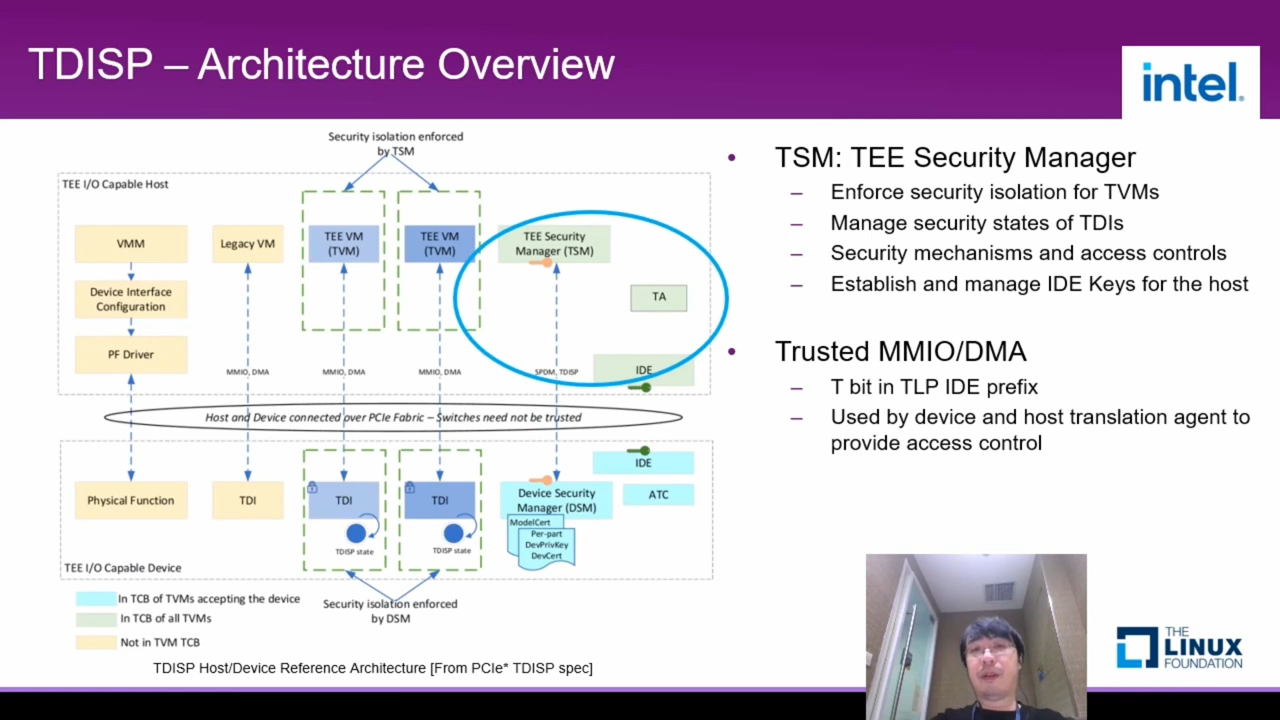 TDISP – Architecture Overview
intel.
Security isolation enforced
by TSM
TEE I/O Capable Host
VMM
Legacy VM
TEE VM
(TVM)
TEE VM
(TVM)
TEE Security
Manager (TSM)
Device Interface
Configuration
TA
PF Driver
MMIO, DMA
MMIO, DMA
MMIO, DMA
SPDM, TDISP
IDE
Host and Device connected over PCIe Fabric – Switches need not be trusted
IDE
Physical Function
TDI
TDI
TDI
Device Security
Manager (DSM)
ATC
ModelCert
Per-part
DevPrivKey
DevCert
TDISP state
TDISP state
TEE I/O Capable Device
Security isolation enforced
by DSM
In TCB of TVMs accepting the device
In TCB of all TVMs
Not in TVM TCB
TDISP Host/Device Reference Architecture [From PCIe* TDISP spec]
• TSM: TEE Security Manager
– Enforce security isolation for TVMs
– Manage security states of TDIs
– Security mechanisms and access controls
– Establish and manage IDE Keys for the host
• Trusted MMIO/DMA
– T bit in TLP IDE prefix
– Used by device and host translation agent to
provide access control
THE
LINUX
FOUNDATION